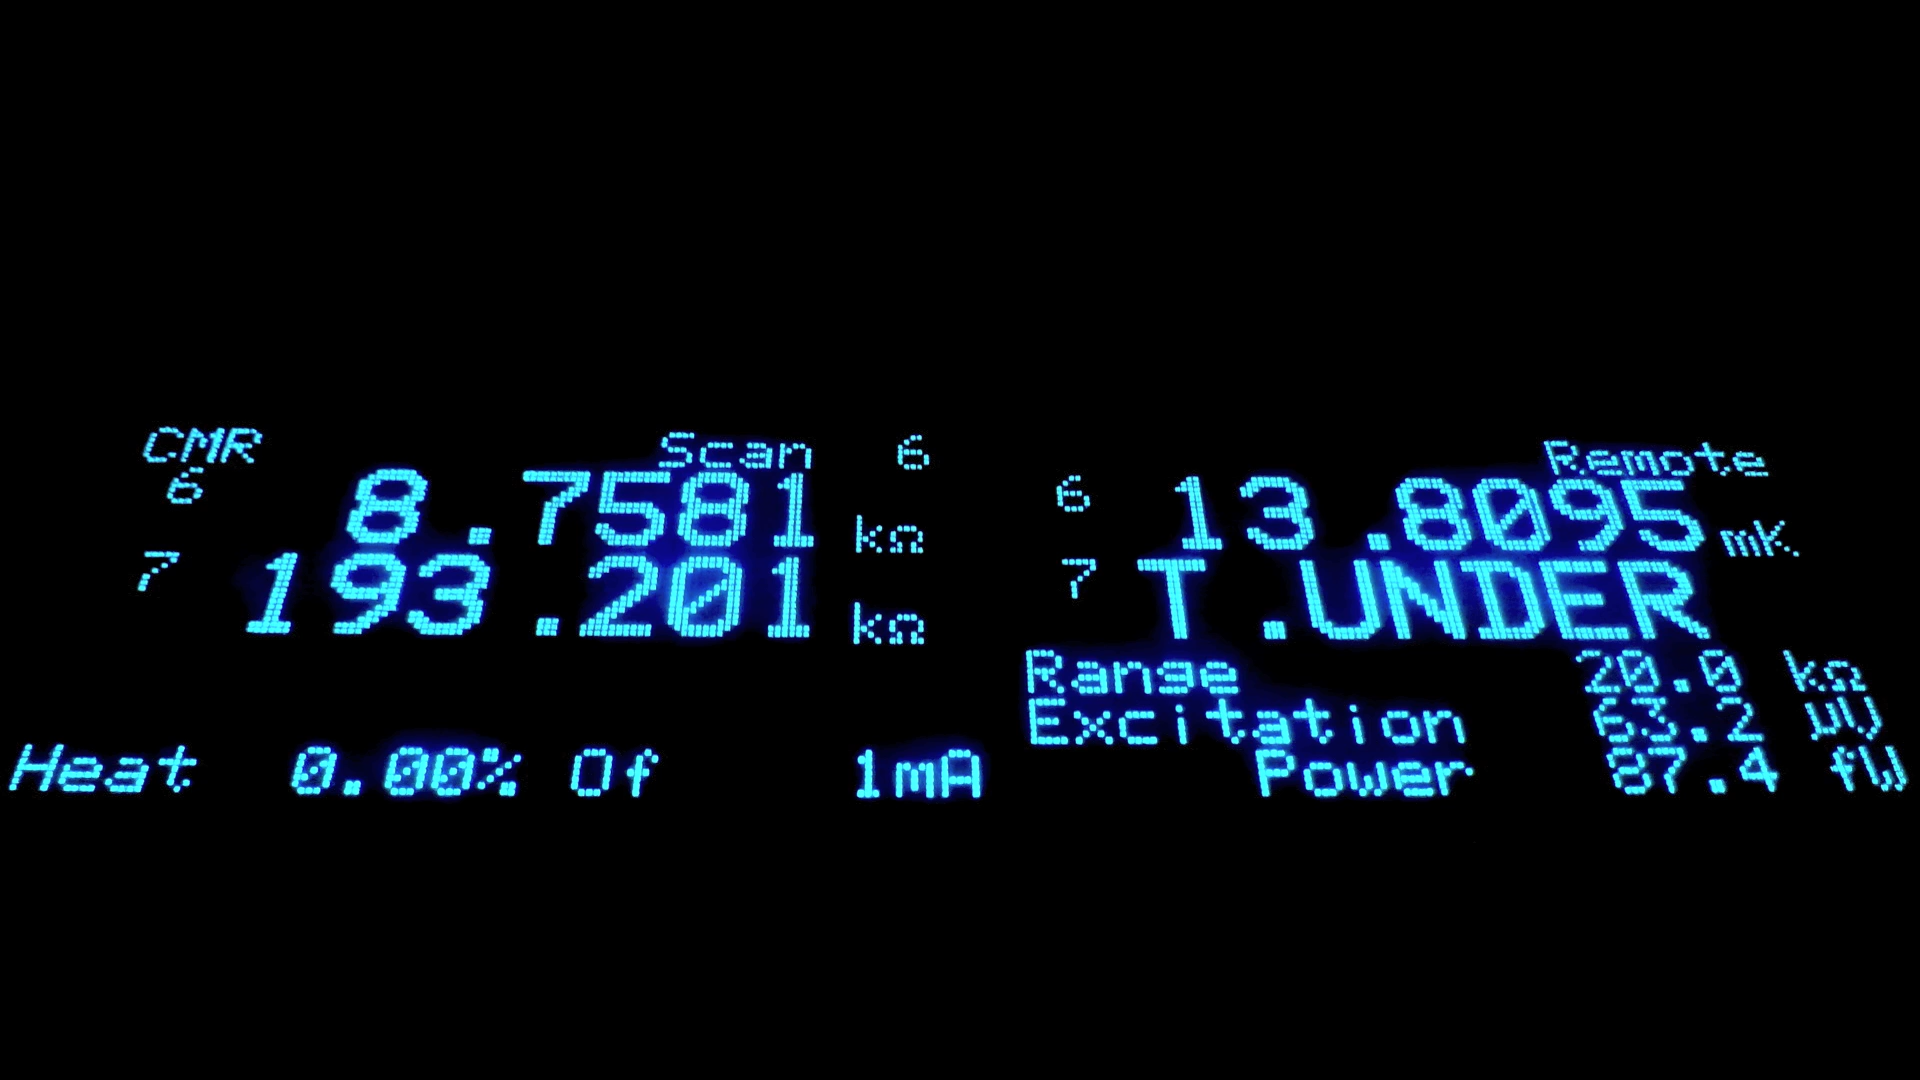 CMR Scan 6 Remote
6 8.7581 kΩ 6 13.8095 mK
7 193.201 kΩ 7 T.UNDER
Range 20.0 kΩ
Excitation 63.2 µV
Heat 0.00% Of 1mA Power 87.4 fW